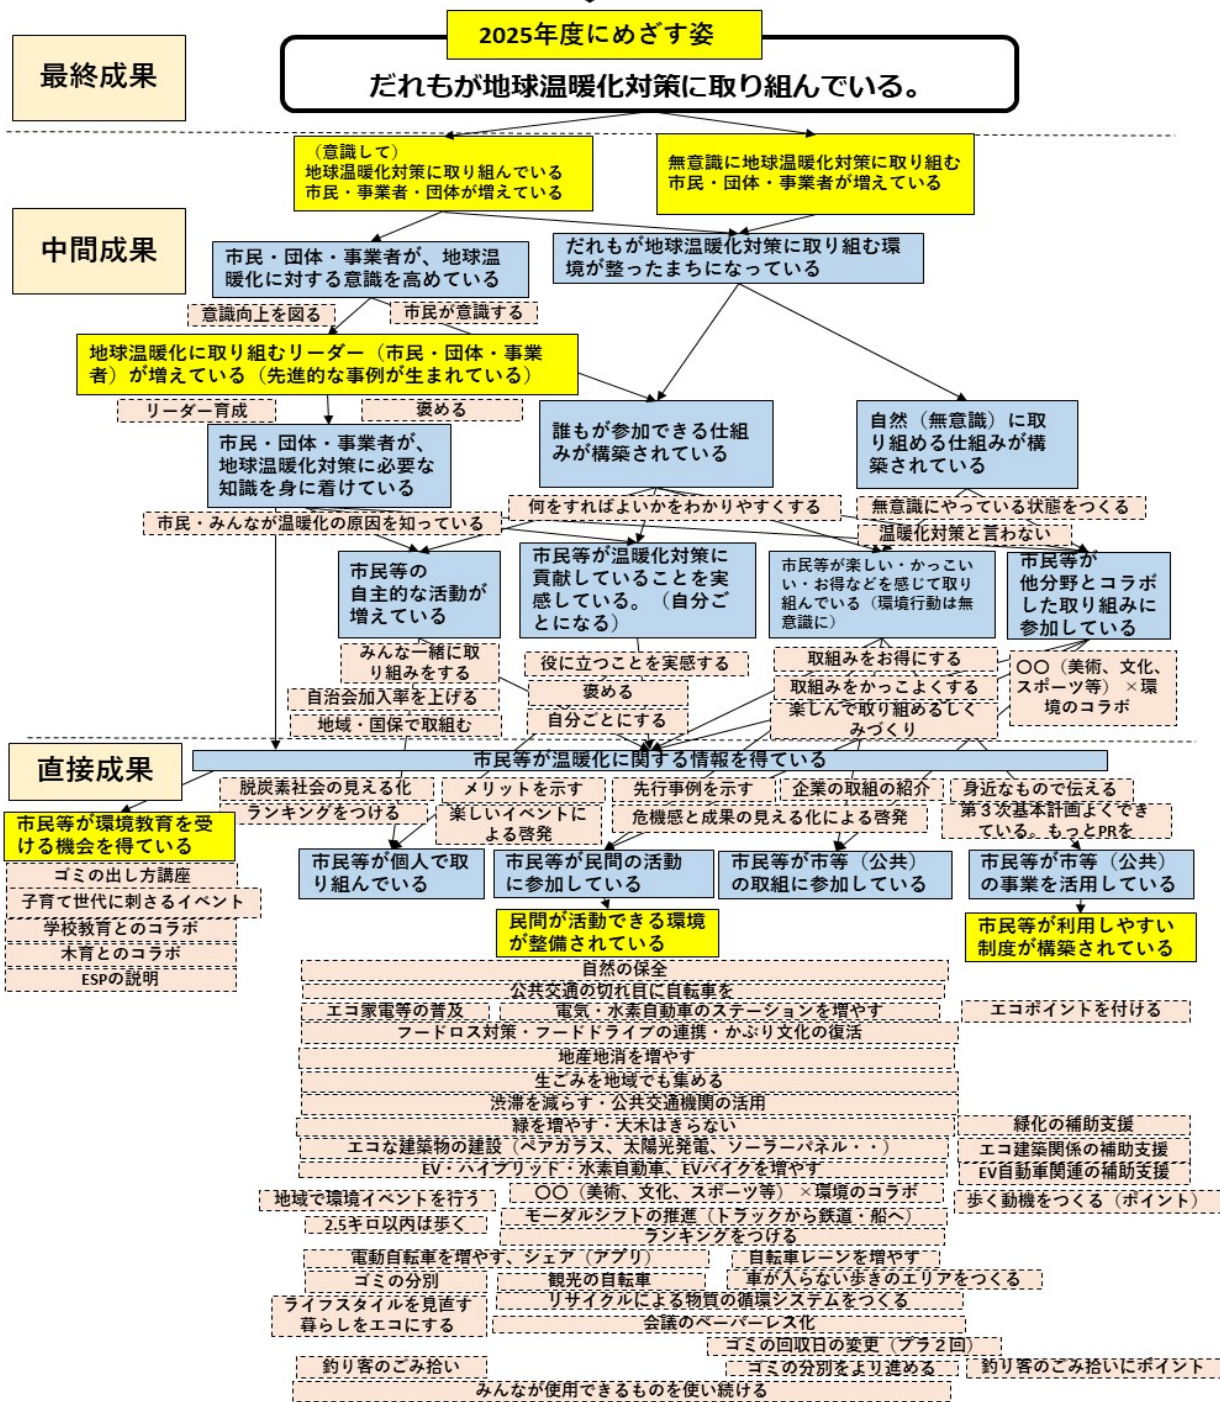 2025年度にめざす姿
最終成果
だれもが地球温暖化対策に取り組んでいる。
（意識して）
地球温暖化対策に取り組んでいる
市民・事業者・団体が増えている
無意識に地球温暖化対策に取り組む
市民・団体・事業者が増えている
中間成果
市民・団体・事業者が、地球温
暖化に対する意識を高めている
だれもが地球温暖化対策に取り組む環
境が整ったまちになっている
意識向上を図る
市民が意識する
地球温暖化に取り組むリーダー（市民・団体・事業
者）が増えている（先進的な事例が生まれている）
リーダー育成
褒める
市民・団体・事業者が、
地球温暖化対策に必要な
知識を身に着けている
誰もが参加できる仕組
みが構築されている
自然（無意識）に取
り組める仕組みが構
築されている
市民・みんなが温暖化の原因を知っている
何をすればよいかをわかりやすくする
無意識にやっている状態をつくる
温暖化対策と言わない
市民等の
自主的な活動が
増えている
市民等が温暖化対策に
貢献していることを実
感している。（自分ご
とになる）
市民等が楽しい・かっこい
い・お得などを感じて取り
組んでいる（環境行動は無
意識に）
市民等が
他分野とコラボ
した取り組みに
参加している
みんな一緒に取
り組みをする
自治会加入率を上げる
地域・国保で取組む
役に立つことを実感する
褒める
自分ごとにする
取組みをお得にする
取組みをかっこよくする
楽しんで取り組めるしく
みづくり
〇〇（美術、文化、
スポーツ等）×環
境のコラボ
直接成果
市民等が温暖化に関する情報を得ている
脱炭素社会の見える化
メリットを示す
先行事例を示す
企業の取組の紹介
身近なもので伝える
ランキングをつける
楽しいイベント
による啓発
危機感と成果の見える化による啓発
第３次基本計画よくでき
ている。もっとPRを
市民等が環境教育を受
ける機会を得ている
ゴミの出し方講座
子育て世代に刺さるイベント
学校教育とのコラボ
木育とのコラボ
ESPの説明
市民等が個人で取
り組んでいる
市民等が民間の活動
に参加している
市民等が市等（公共）
の取組に参加している
市民等が市等（公共）
の事業を活用している
民間が活動できる環境
が整備されている
市民等が利用しやすい
制度が構築されている
自然の保全
公共交通の切れ目に自転車を
エコ家電等の普及
電気・水素自動車のステーションを増やす
エコポイントを付ける
フードロス対策・フードドライブの連携・かぶり文化の復活
地産地消を増やす
生ごみを地域でも集める
渋滞を減らす・公共交通機関の活用
緑を増やす・大木はきらない
緑化の補助支援
エコな建築物の建設（ペアガラス、太陽光発電、ソーラーパネル・・）
エコ建築関係の補助支援
EV・ハイブリット・水素自動車、EVバイクを増やす
EV自動車関連の補助支援
地域で環境イベントを行う
〇〇（美術、文化、スポーツ等）×環境のコラボ
歩く動機をつくる（ポイント）
2.5キロ以内は歩く
モーダルシフトの推進（トラックから鉄道・船へ）
ランキングをつける
電動自転車を増やす、シェア（アプリ）
自転車レーンを増やす
ゴミの分別
観光の自転車
車が入らない歩きのエリアをつくる
ライフスタイルを見直す
暮らしをエコにする
リサイクルによる物質の循環システムをつくる
会議のペーパーレス化
ゴミの回収日の変更（プラ２回）
釣り客のごみ拾い
ゴミの分別をより進める
釣り客のごみ拾いにポイント
みんなが使用できるものを使い続ける